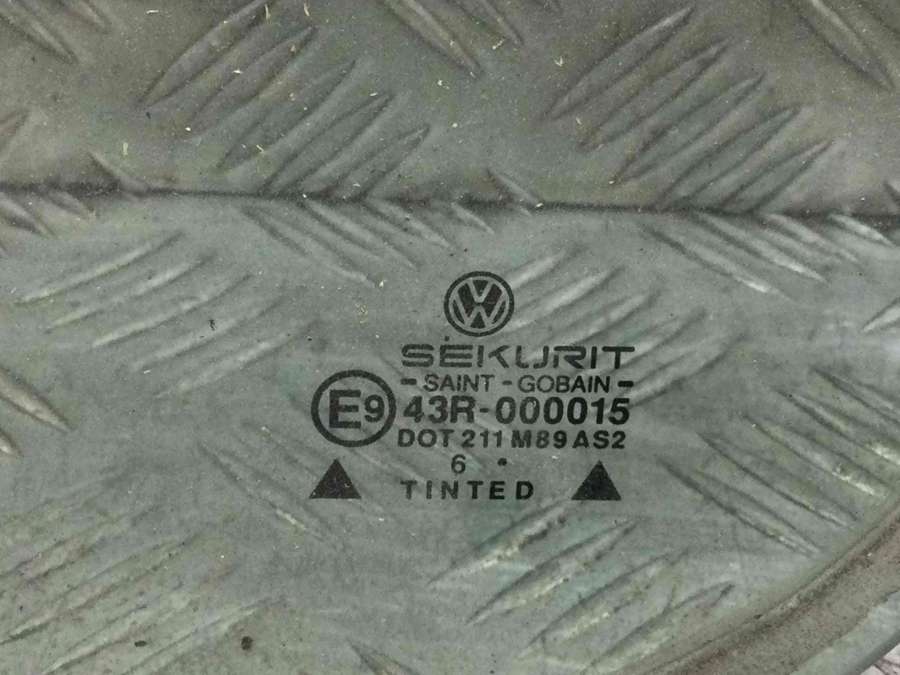 SEKURIT
- SAINT - GOBAIN -
E9 43R-000015
DOT 211 M89 AS2
6 •
TINTED